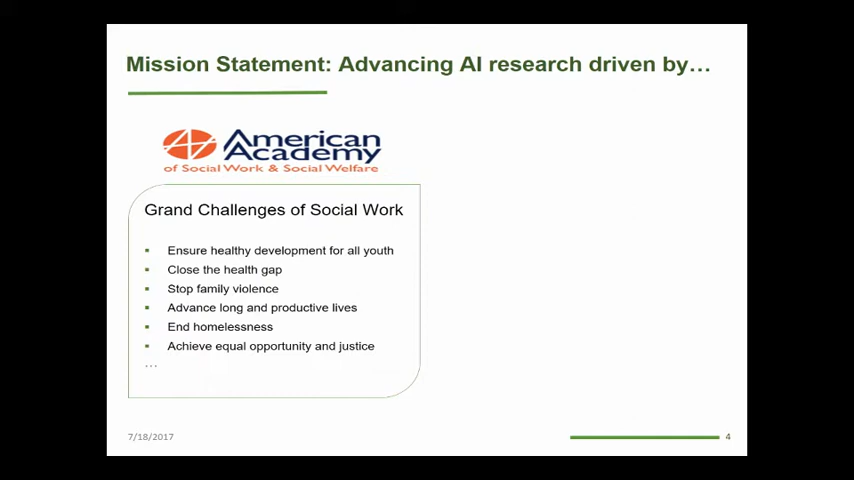 Mission Statement: Advancing AI research driven by…
American
Academy
of Social Work & Social Welfare
Grand Challenges of Social Work
▪ Ensure healthy development for all youth
▪ Close the health gap
▪ Stop family violence
▪ Advance long and productive lives
▪ End homelessness
▪ Achieve equal opportunity and justice
…
7/18/2017
4